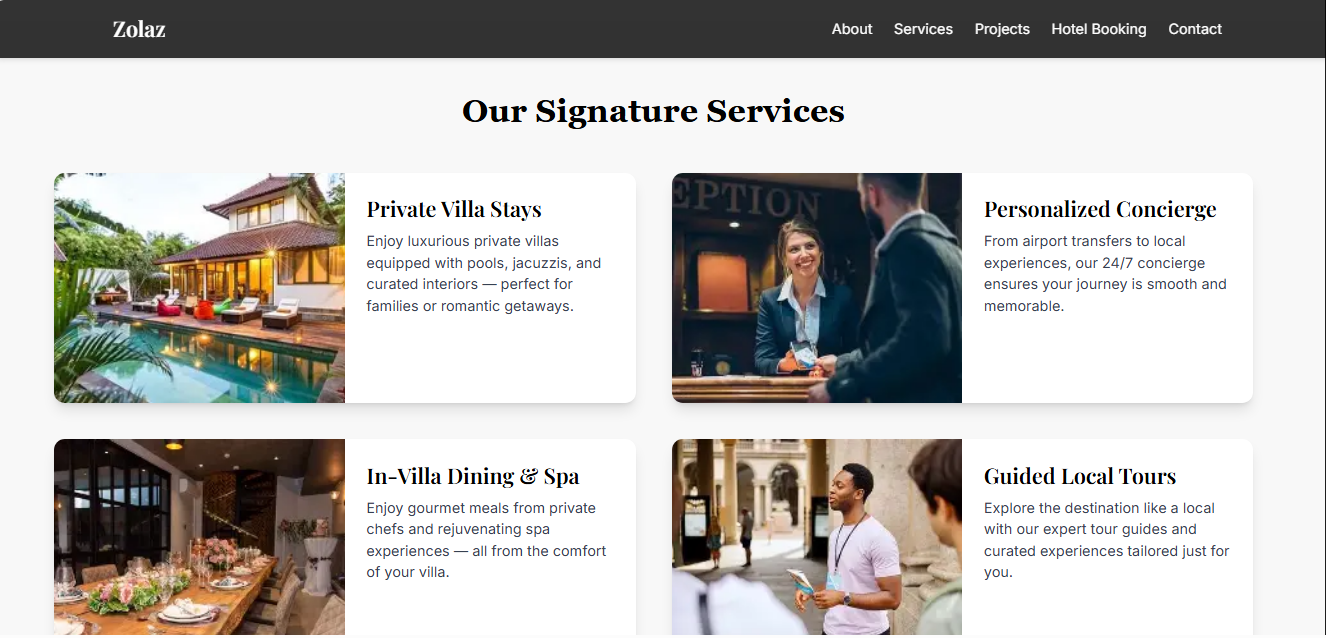 Zolaz
About Services Projects Hotel Booking Contact
Our Signature Services
Private Villa Stays
Enjoy luxurious private villas
equipped with pools, jacuzzis, and
curated interiors — perfect for
families or romantic getaways.
EPTION
Personalized Concierge
From airport transfers to local
experiences, our 24/7 concierge
ensures your journey is smooth and
memorable.
In-Villa Dining & Spa
Enjoy gourmet meals from private
chefs and rejuvenating spa
experiences — all from the comfort
of your villa.
Guided Local Tours
Explore the destination like a local
with our expert tour guides and
curated experiences tailored just for
you.